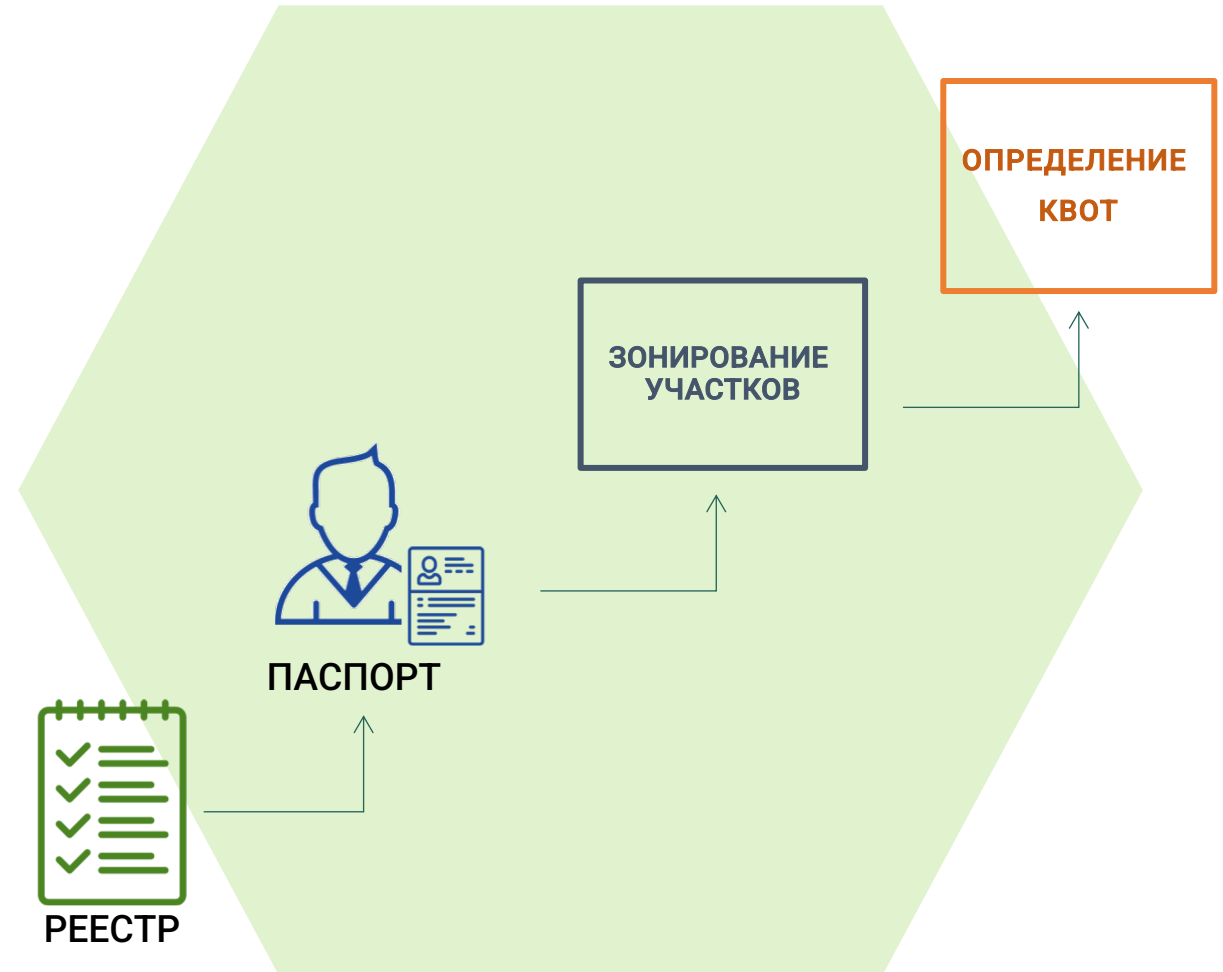 ОПРЕДЕЛЕНИЕ
КВОТ
ЗОНИРОВАНИЕ
УЧАСТКОВ
ПАСПОРТ
РЕЕСТР